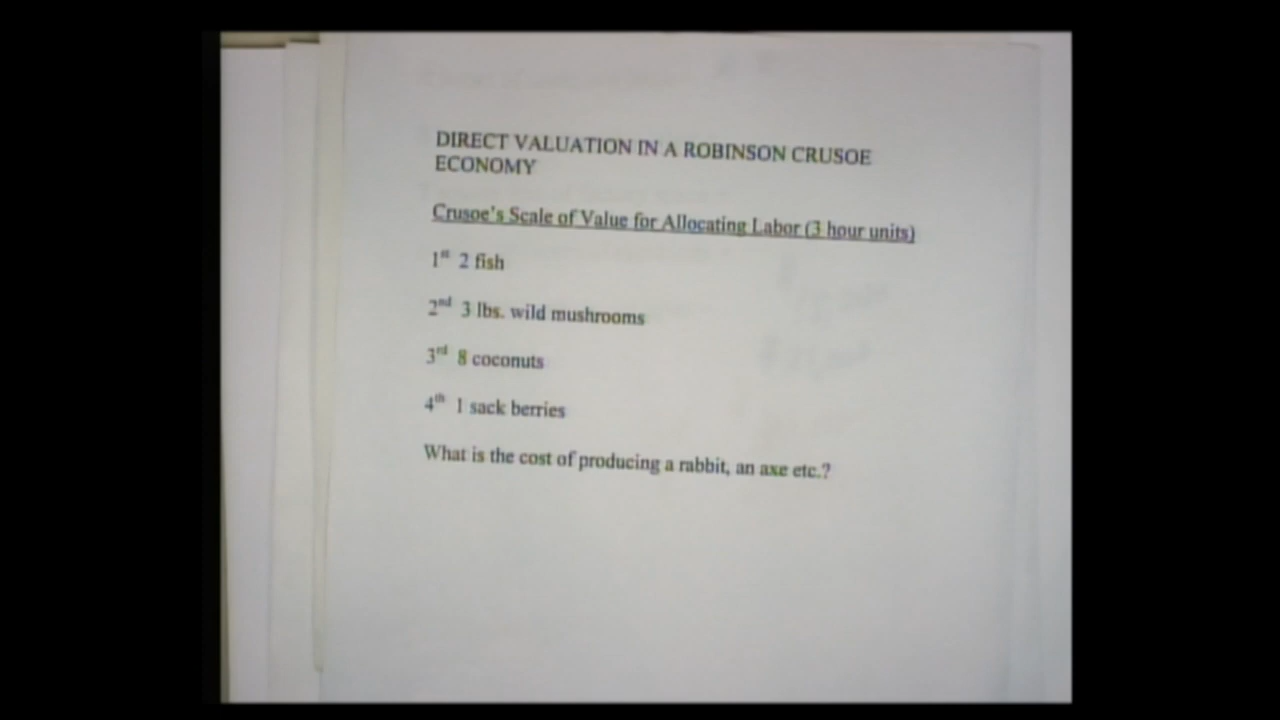 DIRECT VALUATION IN A ROBINSON CRUSOE
ECONOMY
Crusoe's Scale of Value for Allocating Labor (3 hour units)
1st 2 fish
2nd 3 lbs. wild mushrooms
3rd 8 coconuts
4th 1 sack berries
What is the cost of producing a rabbit, an axe etc.?